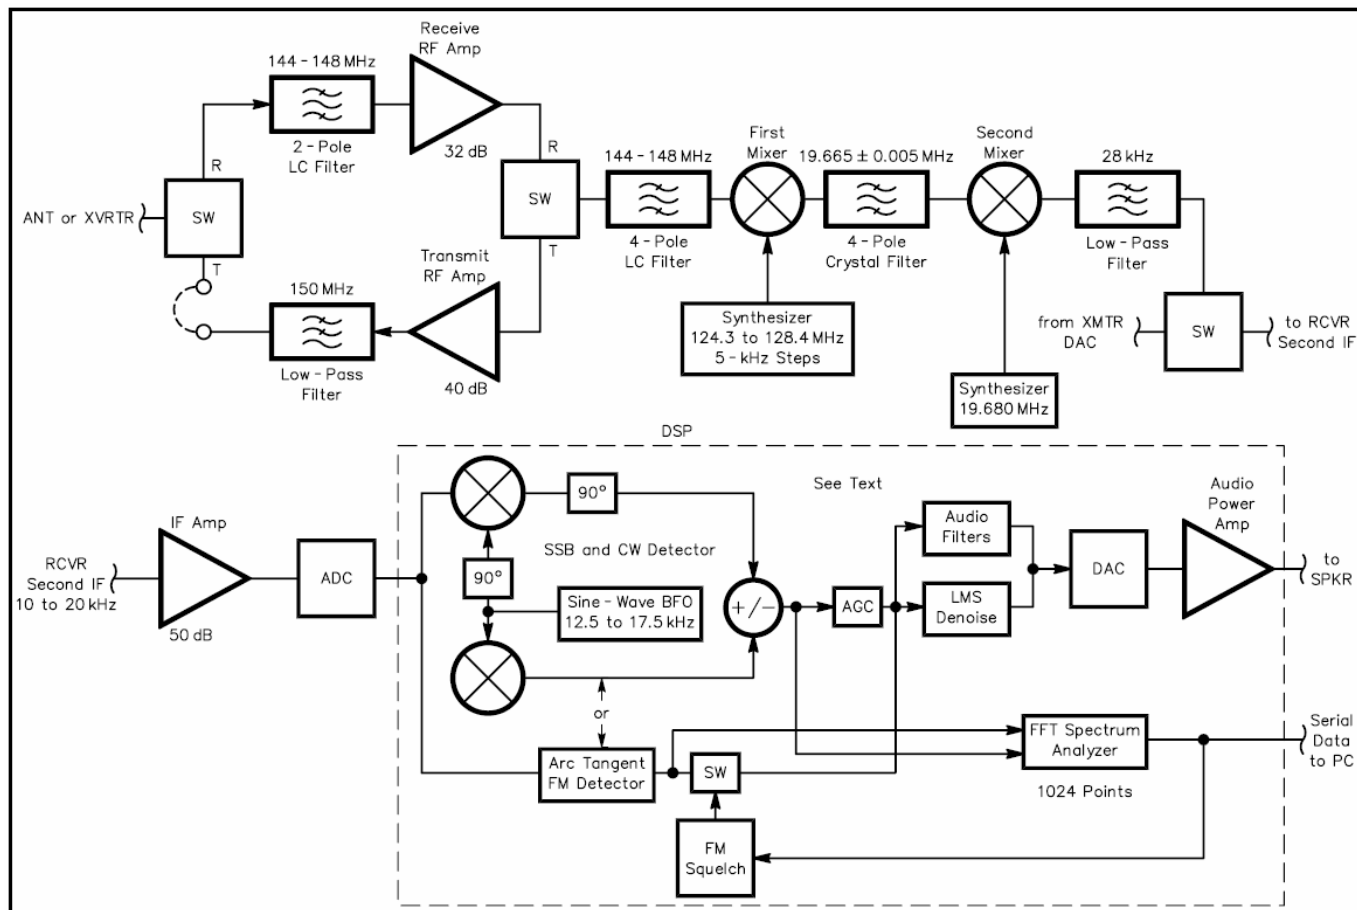 Receive
RF Amp
144 - 148 MHz
2 - Pole
LC Filter
32 dB
R
SW
ANT or XVRTR
T
R
SW
T
144 - 148 MHz
4 - Pole
LC Filter
First
Mixer
19.665 ± 0.005 MHz
4 - Pole
Crystal Filter
Second
Mixer
28 kHz
Low - Pass
Filter
Transmit
RF Amp
40 dB
150 MHz
Low - Pass
Filter
Synthesizer
124.3 to 128.4 MHz
5 - kHz Steps
Synthesizer
19.680 MHz
from XMTR
DAC
SW
to RCVR
Second IF
DSP
See Text
RCVR
Second IF
10 to 20 kHz
IF Amp
50 dB
ADC
90°
SSB and CW Detector
90°
Sine - Wave BFO
12.5 to 17.5 kHz
+/−
AGC
Audio
Filters
LMS
Denoise
DAC
Audio
Power
Amp
to
SPKR
or
Arc Tangent
FM Detector
SW
FM
Squelch
FFT Spectrum
Analyzer
1024 Points
Serial
Data
to PC